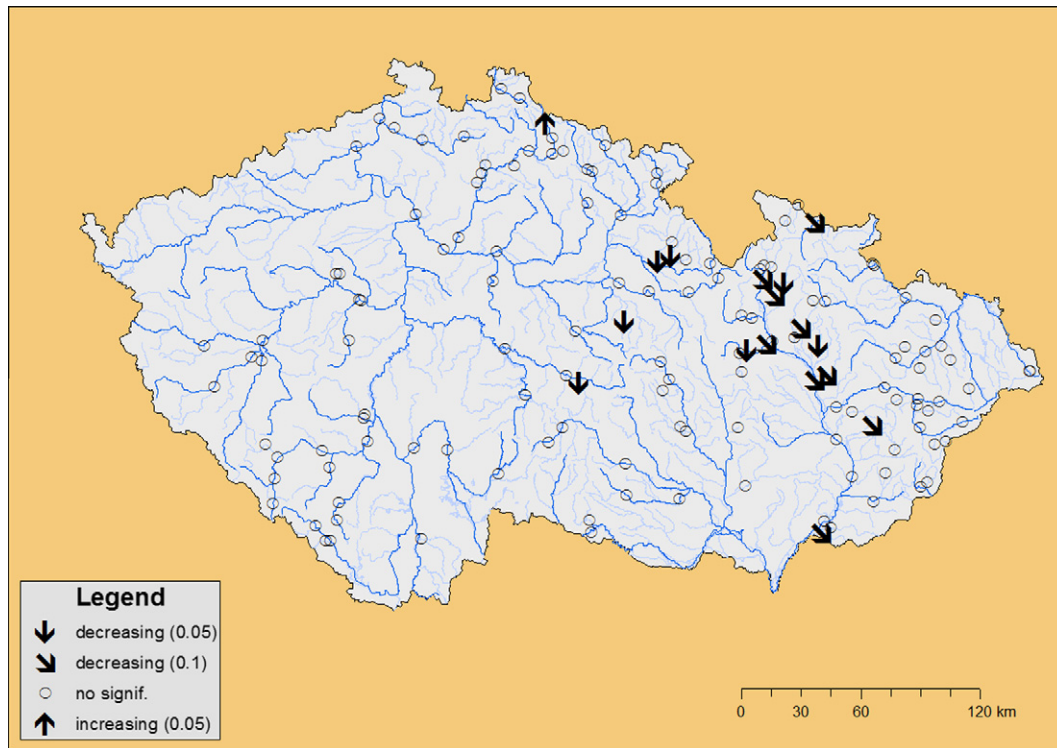 Legend
decreasing (0.05)
decreasing (0.1)
no signif.
increasing (0.05)
0 30 60 120 km